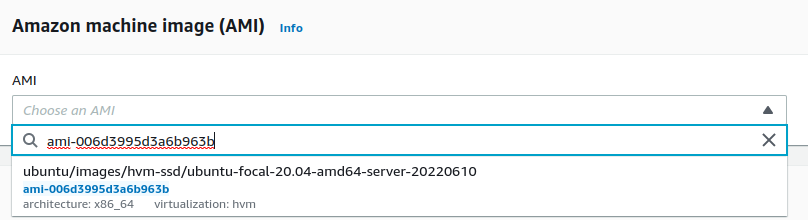 Amazon machine image (AMI) Info
AMI
Choose an AMI
ami-006d3995d3a6b963b
ubuntu/images/hvm-ssd/ubuntu-focal-20.04-amd64-server-20220610
ami-006d3995d3a6b963b
architecture: x86_64 virtualization: hvm